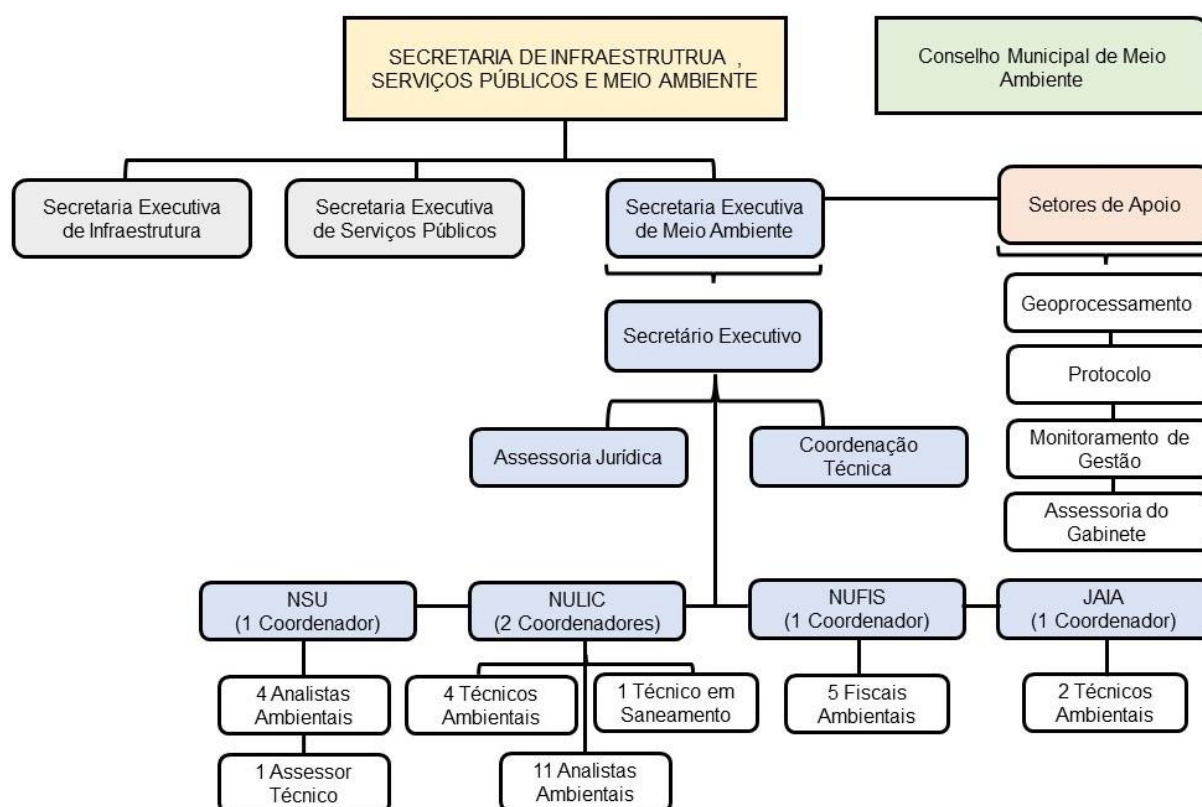 SECRETARIA DE INFRAESTRUTRUA ,
SERVIÇOS PÚBLICOS E MEIO AMBIENTE
Conselho Municipal de Meio
Ambiente
Secretaria Executiva
de Infraestrutura
Secretaria Executiva
de Serviços Públicos
Secretaria Executiva
de Meio Ambiente
Setores de Apoio
Geoprocessamento
Protocolo
Monitoramento de
Gestão
Assessoria do
Gabinete
Secretário Executivo
Assessoria Jurídica
Coordenação
Técnica
NSU
(1 Coordenador)
NULIC
(2 Coordenadores)
NUFIS
(1 Coordenador)
JAIA
(1 Coordenador)
4 Analistas
Ambientais
1 Assessor
Técnico
4 Técnicos
Ambientais
1 Técnico em
Saneamento
11 Analistas
Ambientais
5 Fiscais
Ambientais
2 Técnicos
Ambientais